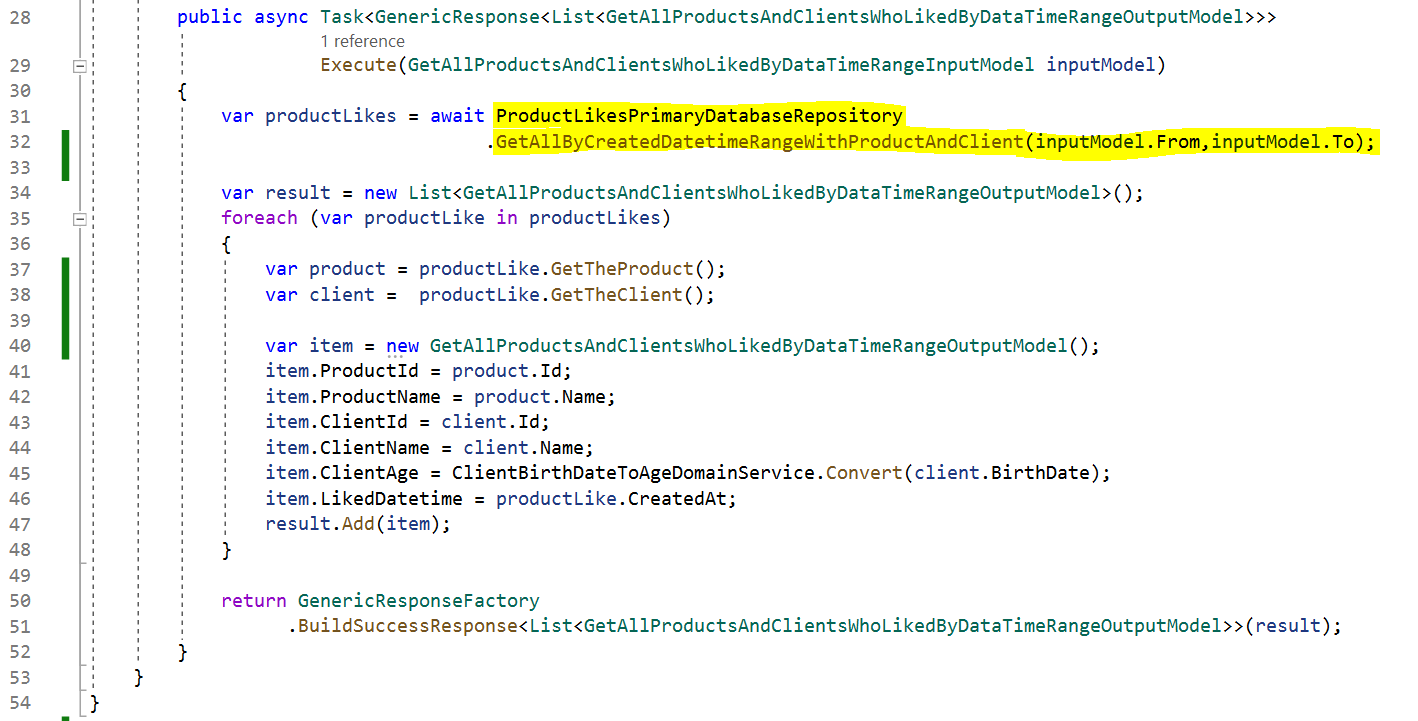 28 public async Task<GenericResponse<List<GetAllProductsAndClientsWhoLikedByDataTimeRangeOutputModel>>>
1 reference
29 Execute(GetAllProductsAndClientsWhoLikedByDataTimeRangeInputModel inputModel)
30 {
31 var productLikes = await ProductLikesPrimaryDatabaseRepository
32 .GetAllByCreatedDatetimeRangeWithProductAndClient(inputModel.From,inputModel.To);
33
34 var result = new List<GetAllProductsAndClientsWhoLikedByDataTimeRangeOutputModel>();
35 foreach (var productLike in productLikes)
36 {
37 var product = productLike.GetTheProduct();
38 var client =  productLike.GetTheClient();
39
40 var item = new GetAllProductsAndClientsWhoLikedByDataTimeRangeOutputModel();
41 item.ProductId = product.Id;
42 item.ProductName = product.Name;
43 item.ClientId = client.Id;
44 item.ClientName = client.Name;
45 item.ClientAge = ClientBirthDateToAgeDomainService.Convert(client.BirthDate);
46 item.LikedDatetime = productLike.CreatedAt;
47 result.Add(item);
48 }
49
50 return GenericResponseFactory
51 .BuildSuccessResponse<List<GetAllProductsAndClientsWhoLikedByDataTimeRangeOutputModel>>(result);
52 }
53 }
54 }